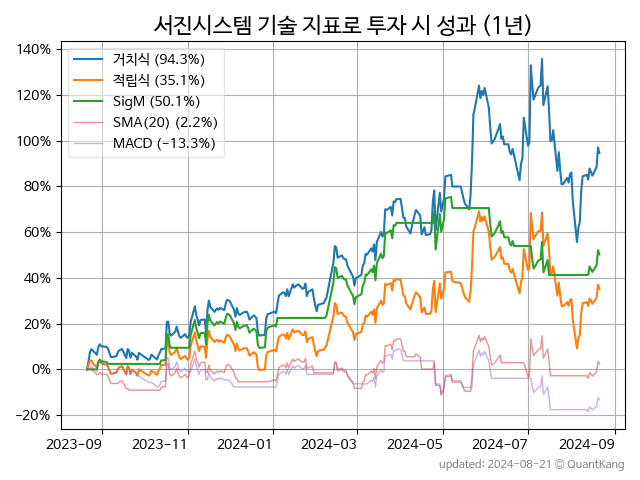 서진시스템 기술 지표로 투자 시 성과 (1년)
140%
120%
100%
80%
60%
40%
20%
0%
−20%
거치식 (94.3%)
적립식 (35.1%)
SigM (50.1%)
SMA(20) (2.2%)
MACD (−13.3%)
2023-09 2023-11 2024-01 2024-03 2024-05 2024-07 2024-09
updated: 2024-08-21 © QuantKang